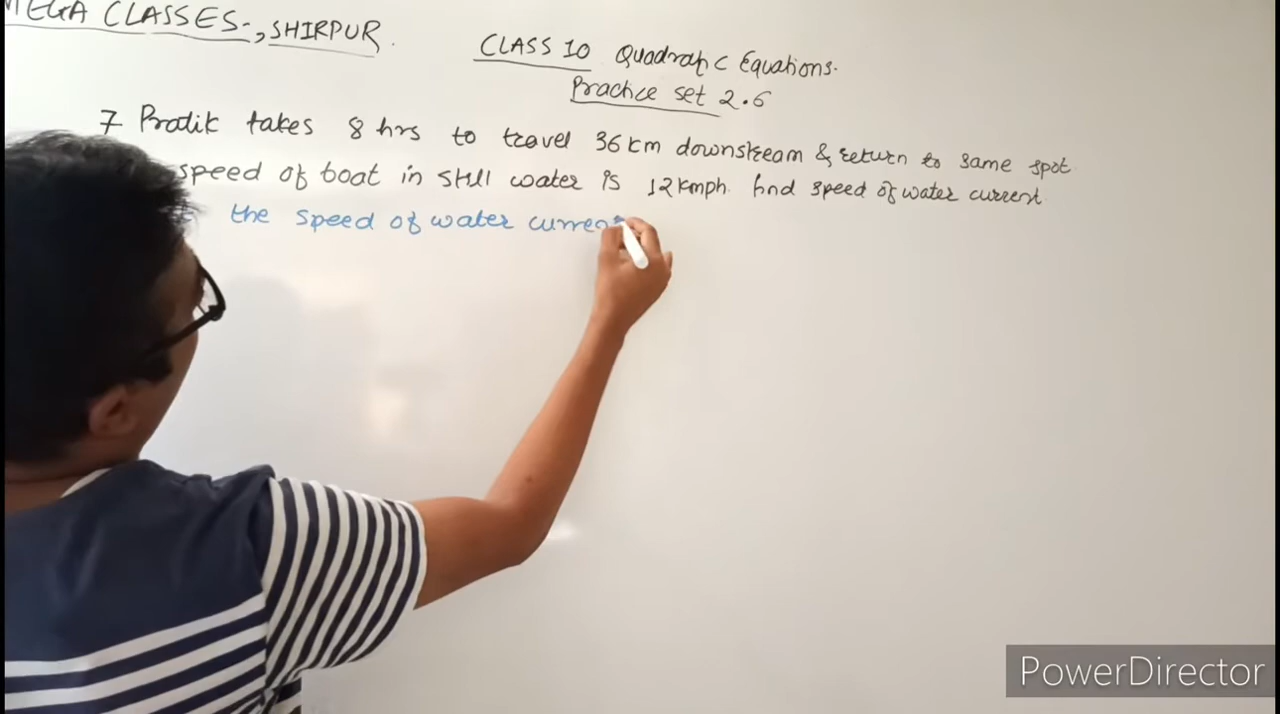 MEGA CLASSES-, SHIRPUR.
CLASS 10 Quadratic Equations.
Practice set 2.6
7 Pratik takes 8 hrs to travel 36 km downstream & return to same spot.
speed of boat in still water is 12 kmph. find speed of water current.
the speed of water curren
PowerDirector